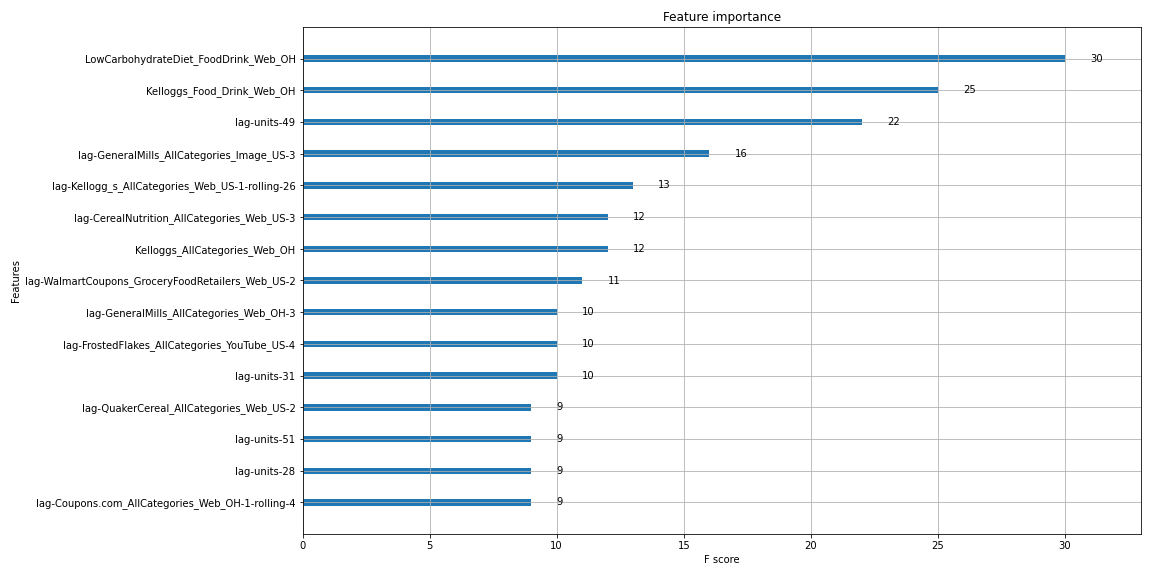 Feature importance
Features
LowCarbohydrateDiet_FoodDrink_Web_OH 30
Kelloggs_Food_Drink_Web_OH 25
lag-units-49 22
lag-GeneralMills_AllCategories_Image_US-3 16
lag-Kellogg_s_AllCategories_Web_US-1-rolling-26 13
lag-CerealNutrition_AllCategories_Web_US-3 12
Kelloggs_AllCategories_Web_OH 12
lag-WalmartCoupons_GroceryFoodRetailers_Web_US-2 11
lag-GeneralMills_AllCategories_Web_OH-3 10
lag-FrostedFlakes_AllCategories_YouTube_US-4 10
lag-units-31 10
lag-QuakerCereal_AllCategories_Web_US-2 9
lag-units-51 9
lag-units-28 9
lag-Coupons.com_AllCategories_Web_OH-1-rolling-4 9
0 5 10 15 20 25 30
F score